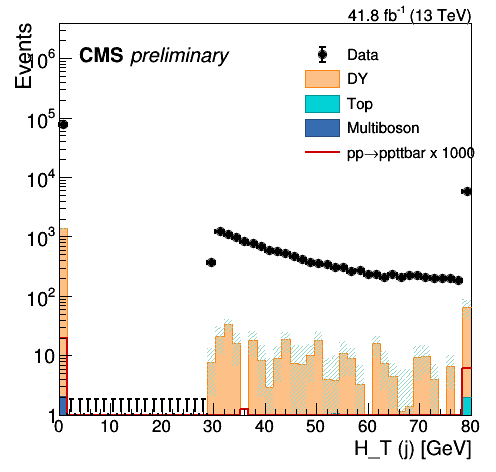 41.8 fb⁻¹ (13 TeV)
CMS preliminary
Data
DY
Top
Multiboson
pp→ppttbar x 1000
Events
10⁶
10⁵
10⁴
10³
10²
10
1
0 10 20 30 40 50 60 70 80
H_T (j) [GeV]